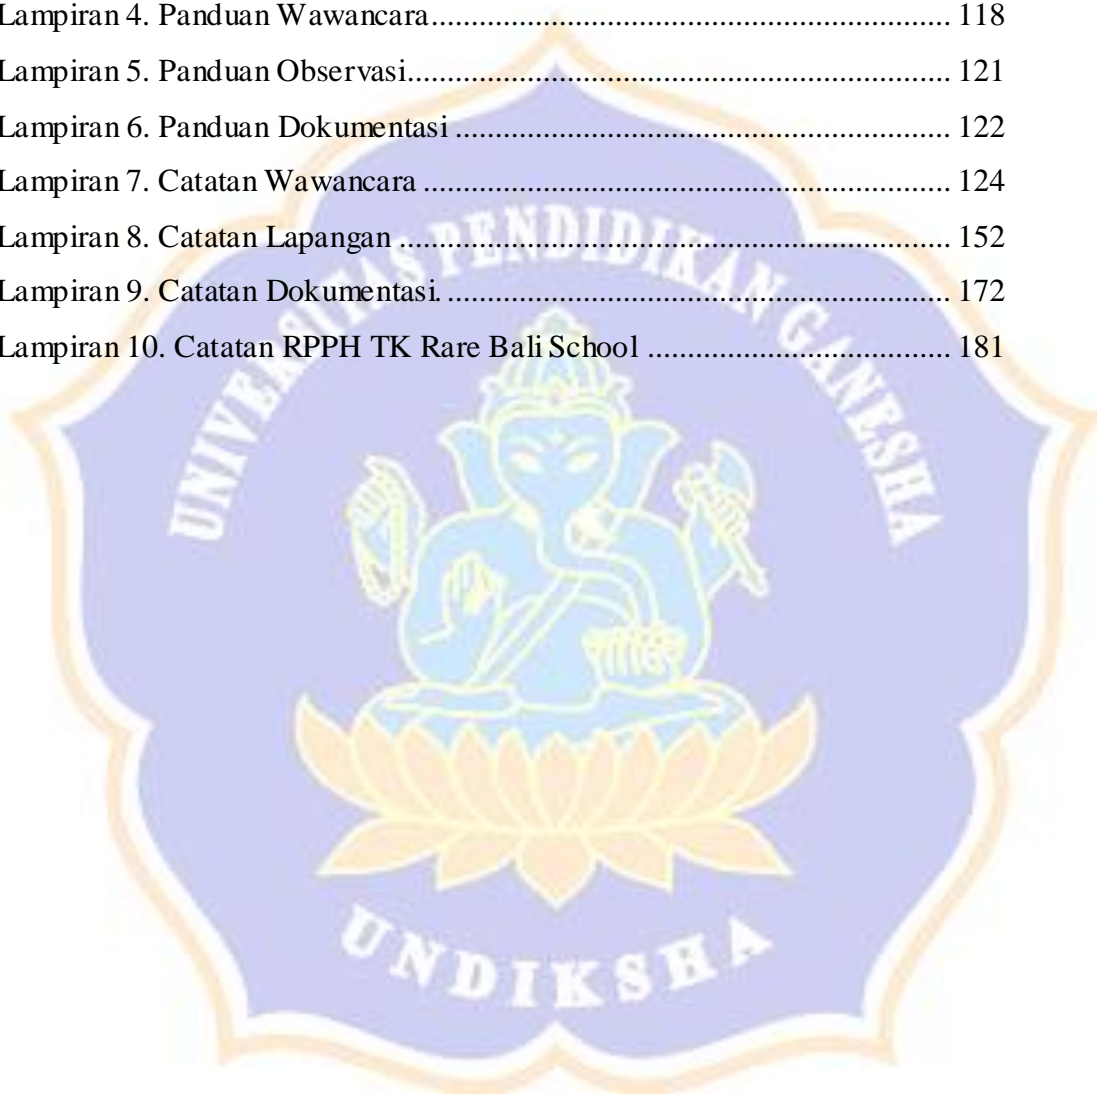 Lampiran 4. Panduan Wawancara.................................................................. 118
Lampiran 5. Panduan Observasi..................................................................... 121
Lampiran 6. Panduan Dokumentasi ............................................................... 122
Lampiran 7. Catatan Wawancara ................................................................... 124
Lampiran 8. Catatan Lapangan ...................................................................... 152
Lampiran 9. Catatan Dokumentasi. ................................................................ 172
Lampiran 10. Catatan RPPH TK Rare Bali School ....................................... 181
UNIVERSITAS PENDIDIKAN GANESHA
UNDIKSHA